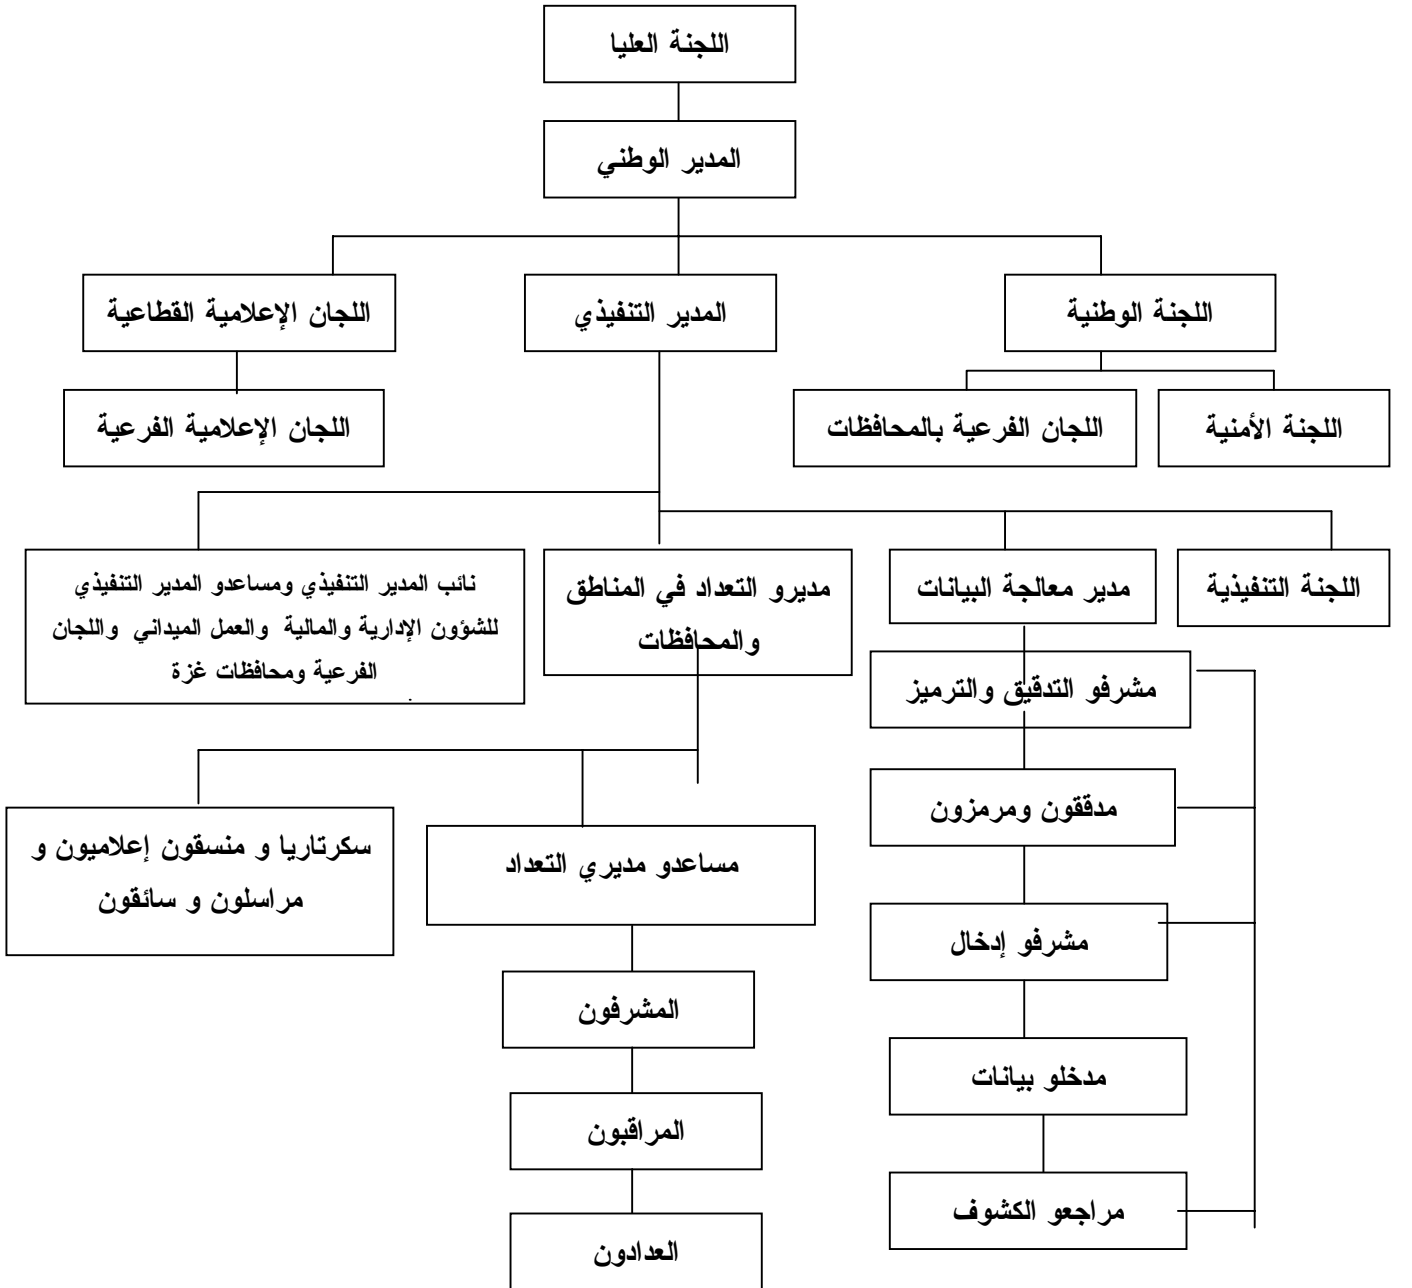 اللجنة العليا
المدير الوطني
اللجنة الوطنية
المدير التنفيذي
اللجان الإعلامية القطاعية
اللجنة الأمنية
اللجان الفرعية بالمحافظات
اللجان الإعلامية الفرعية
اللجنة التنفيذية
مدير معالجة البيانات
مديرو التعداد في المناطق
والمحافظات
نائب المدير التنفيذي ومساعدو المدير التنفيذي
للشؤون الإدارية والمالية والعمل الميداني واللجان
الفرعية ومحافظات غزة
.
مشرفو التدقيق والترميز
مدققون ومرمزون
مشرفو إدخال
مدخلو بيانات
مراجعو الكشوف
مساعدو مديري التعداد
سكرتاريا و منسقون إعلاميون و
مراسلون و سائقون
المشرفون
المراقبون
العدادون